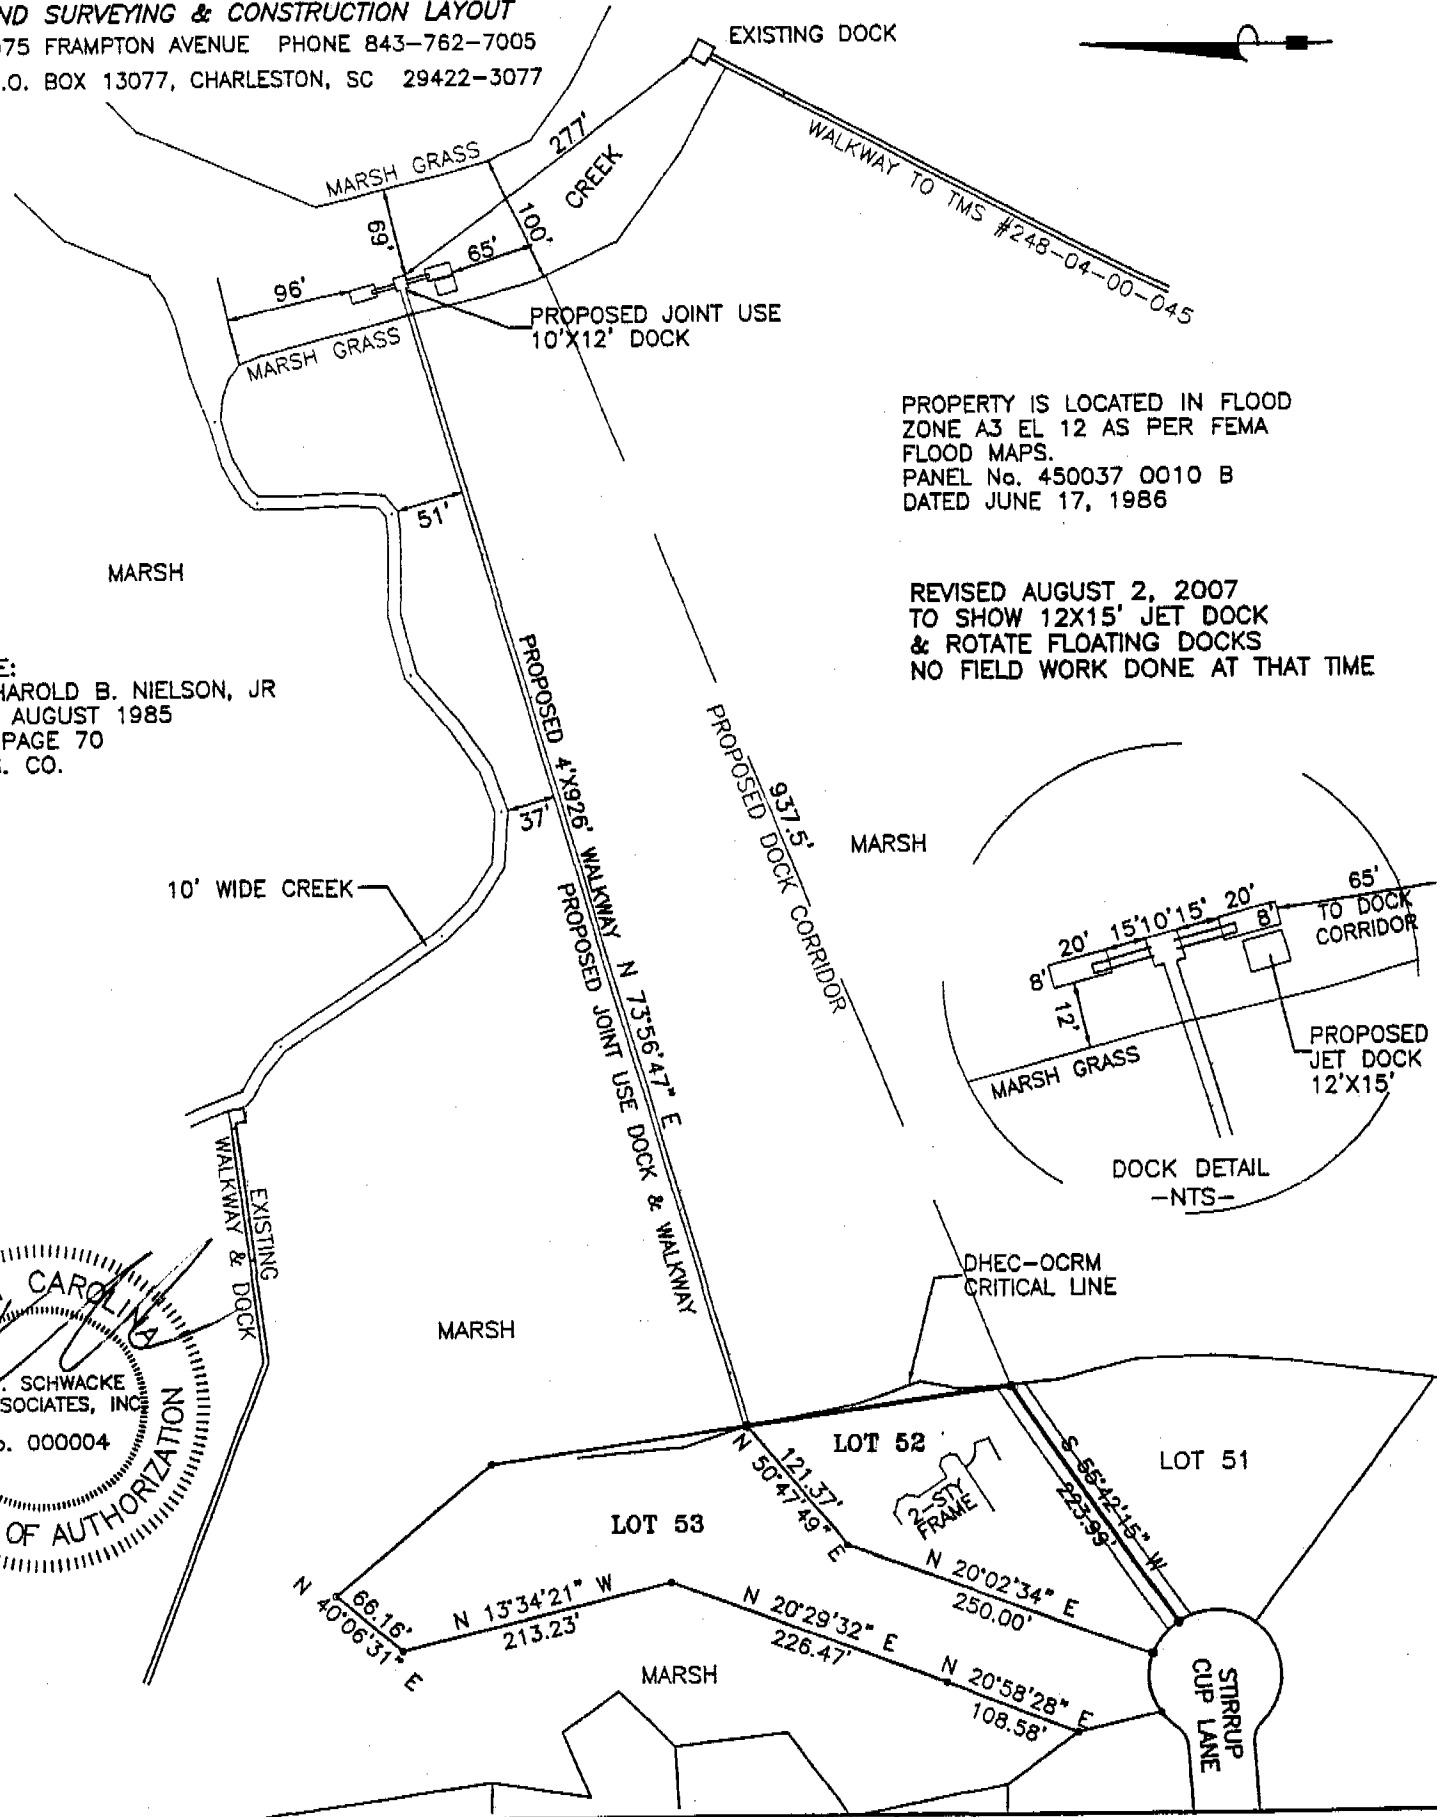 ND SURVEYING & CONSTRUCTION LAYOUT
075 FRAMPTON AVENUE PHONE 843-762-7005
.O. BOX 13077, CHARLESTON, SC 29422-3077
EXISTING DOCK
WALKWAY TO TMS #248-04-00-045
277'
CREEK
MARSH GRASS
69'
100'
65'
96'
PROPOSED JOINT USE
10'X12' DOCK
MARSH GRASS
PROPERTY IS LOCATED IN FLOOD
ZONE A3 EL 12 AS PER FEMA
FLOOD MAPS.
PANEL No. 450037 0010 B
DATED JUNE 17, 1986
51'
MARSH
REVISED AUGUST 2, 2007
TO SHOW 12X15' JET DOCK
& ROTATE FLOATING DOCKS
NO FIELD WORK DONE AT THAT TIME
E:
HAROLD B. NIELSON, JR
AUGUST 1985
PAGE 70
. CO.
PROPOSED 4'X926' WALKWAY N 73°56'47" E
PROPOSED JOINT USE DOCK & WALKWAY
937.5'
PROPOSED DOCK CORRIDOR
MARSH
37'
10' WIDE CREEK
20'
15'
10'
15'
20'
8'
65'
TO DOCK
CORRIDOR
8'
12'
MARSH GRASS
PROPOSED
JET DOCK
12'X15'
DOCK DETAIL
-NTS-
EXISTING
WALKWAY & DOCK
DHEC-OCRM
CRITICAL LINE
MARSH
CAROLINA
. SCHWACKE
SOCIATES, INC
o. 000004
OF AUTHORIZATION
LOT 52
LOT 51
2-STY
FRAME
121.37'
N 50°47'49" E
S 55°42'15" W
223.99'
LOT 53
N 20°02'34" E
250.00'
66.16'
N 40°06'31" E
N 13°34'21" W
213.23'
N 20°29'32" E
226.47'
N 20°58'28" E
108.58'
MARSH
STIRRUP
CUP LANE